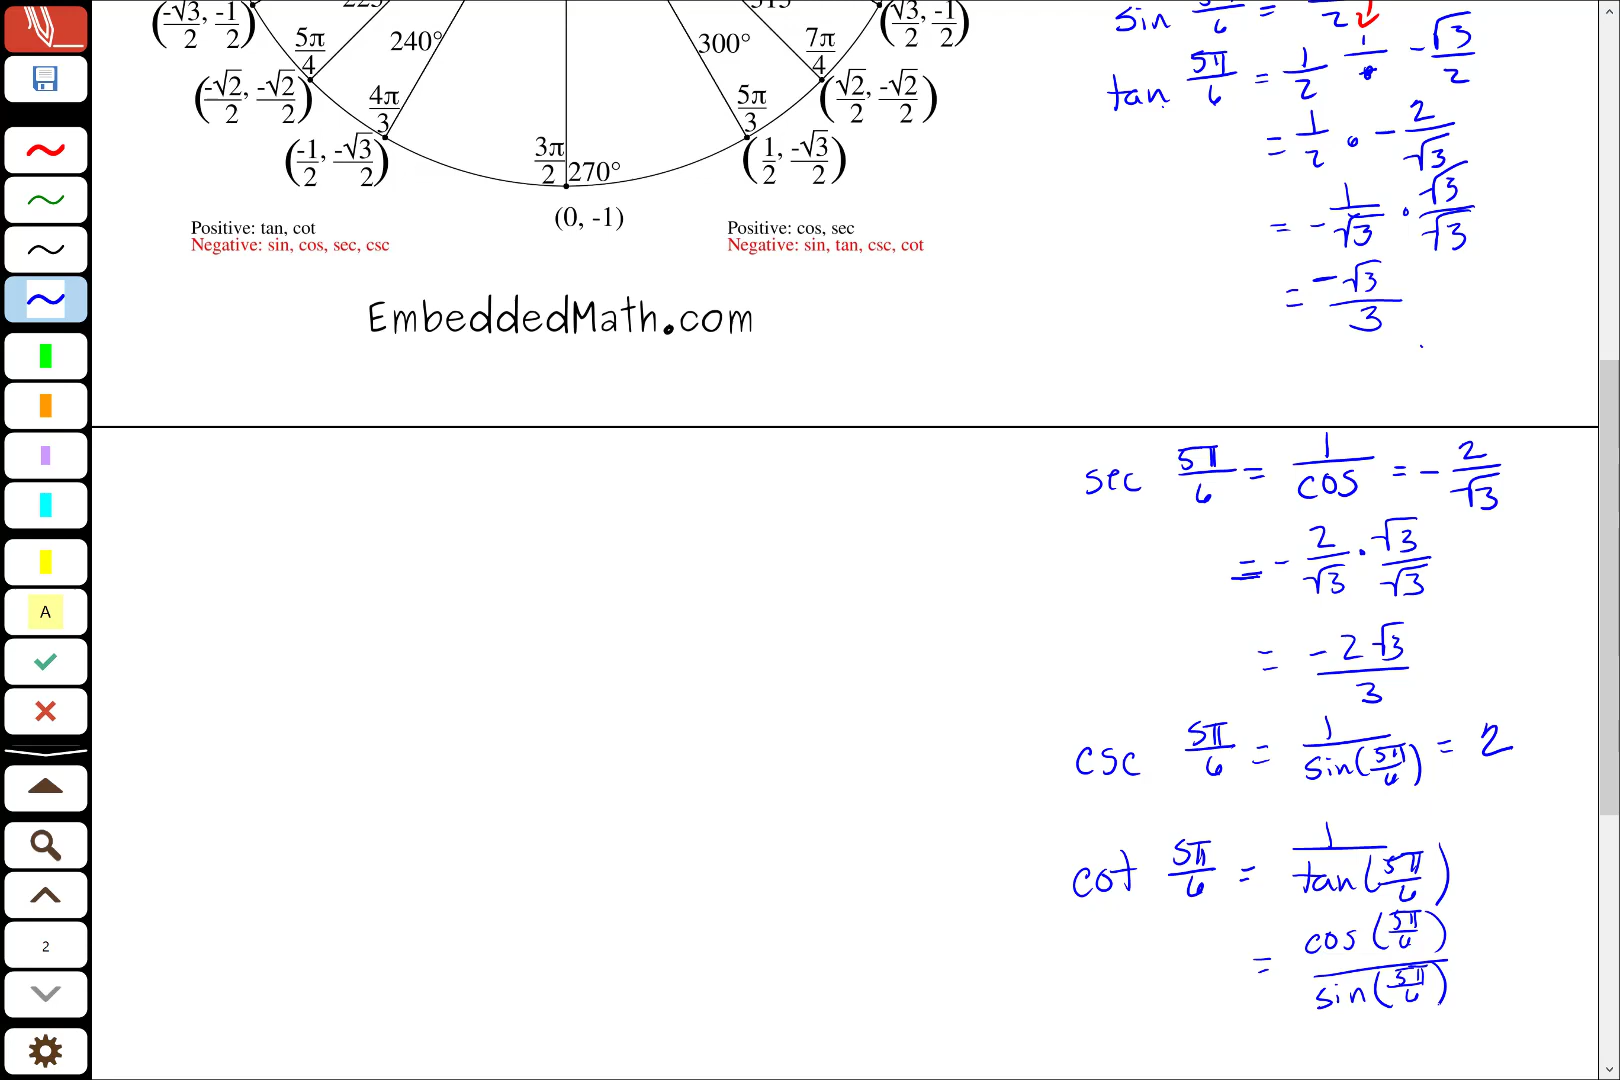 (-√3/2, -1/2)
225
5π/4
240°
(-√2/2, -√2/2)
4π/3
(-1/2, -√3/2)
3π/2
270°
(0, -1)
315
(√3/2, -1/2)
300°
7π/4
(√2/2, -√2/2)
5π/3
(1/2, -√3/2)
Positive: tan, cot
Negative: sin, cos, sec, csc
Positive: cos, sec
Negative: sin, tan, csc, cot
EmbeddedMath.com
tan 5π/6 = 1/2 ÷ -√3/2
= 1/2 · -2/√3
= -1/√3 · √3/√3
= -√3/3
sec 5π/6 = 1/cos = -2/√3
= -2/√3 · √3/√3
= -2√3/3
csc 5π/6 = 1/sin(5π/6) = 2
cot 5π/6 = 1/tan(5π/6)
= cos(5π/6)/sin(5π/6)
A
2